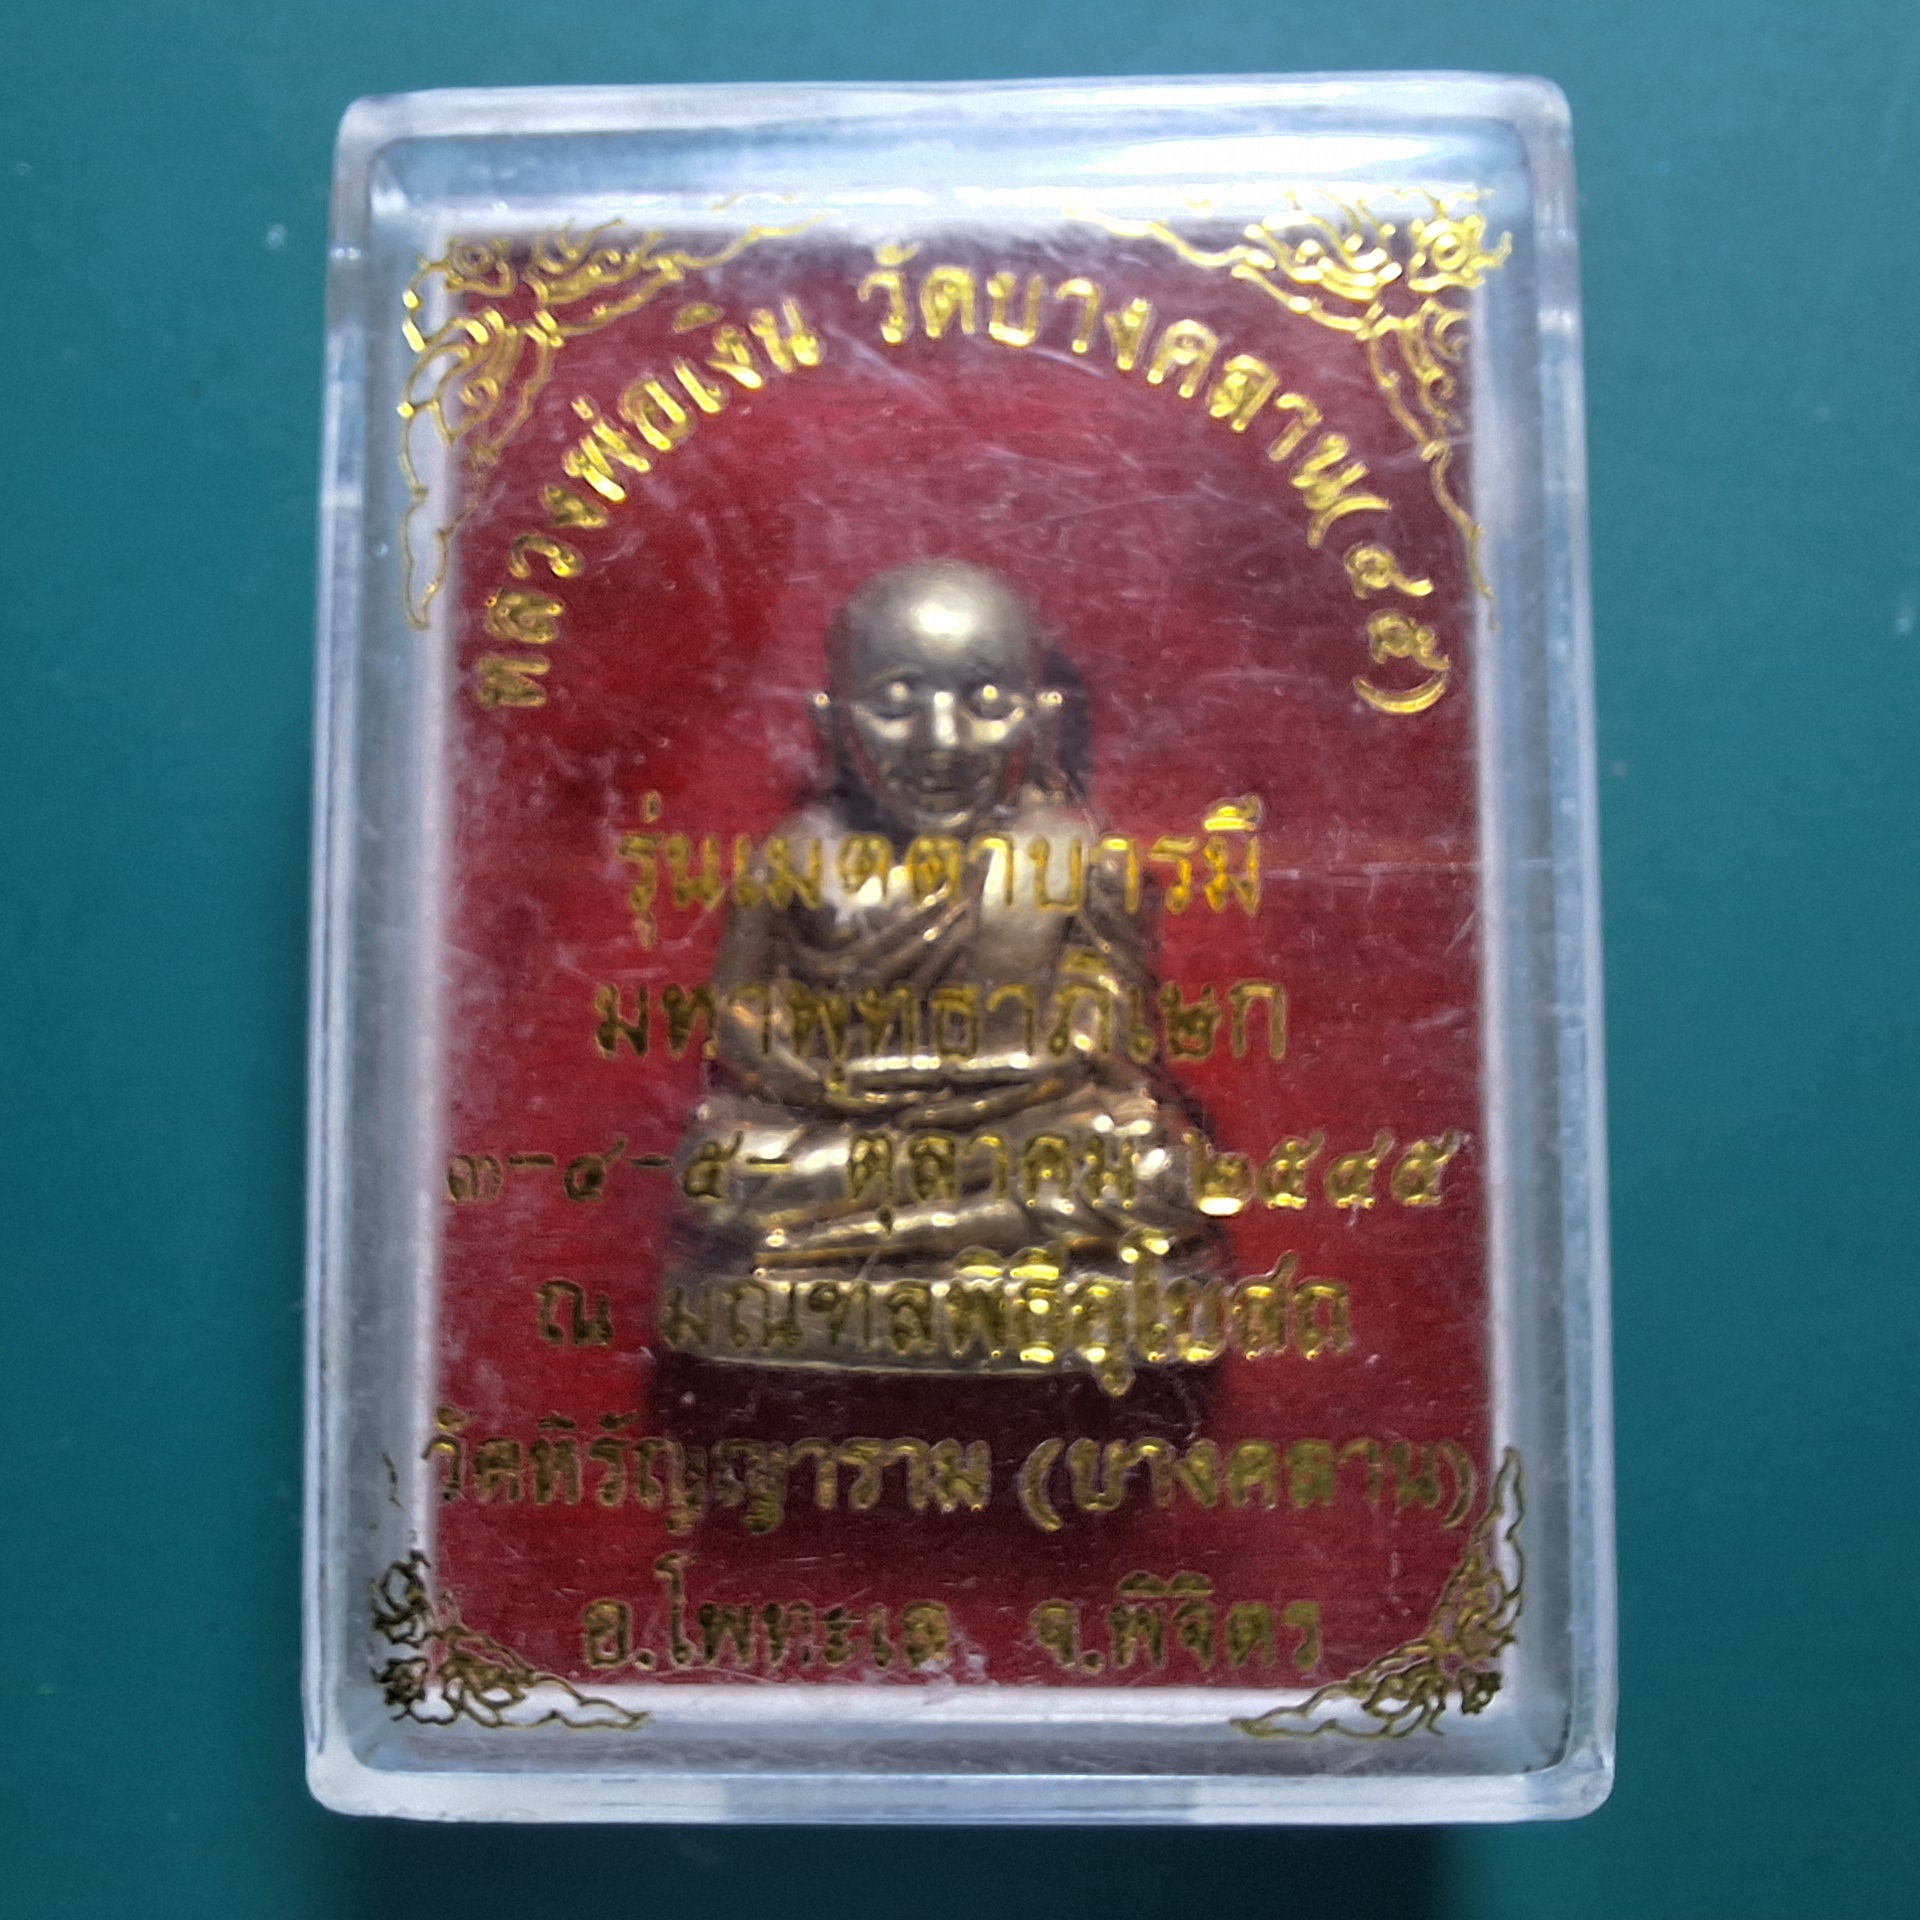 หลวงพ่อเงิน วัดบางคลาน(๔๕)
รุ่นเมตตาบารมี
มหาพุทธาภิเษก
๓-๔-๕- ตุลาคม ๒๕๔๕
ณ มณฑลพิธีคูโบสถ
วัดหิรัญญาราม (บางคลาน)
อ.โพทะเล จ.พิจิตร